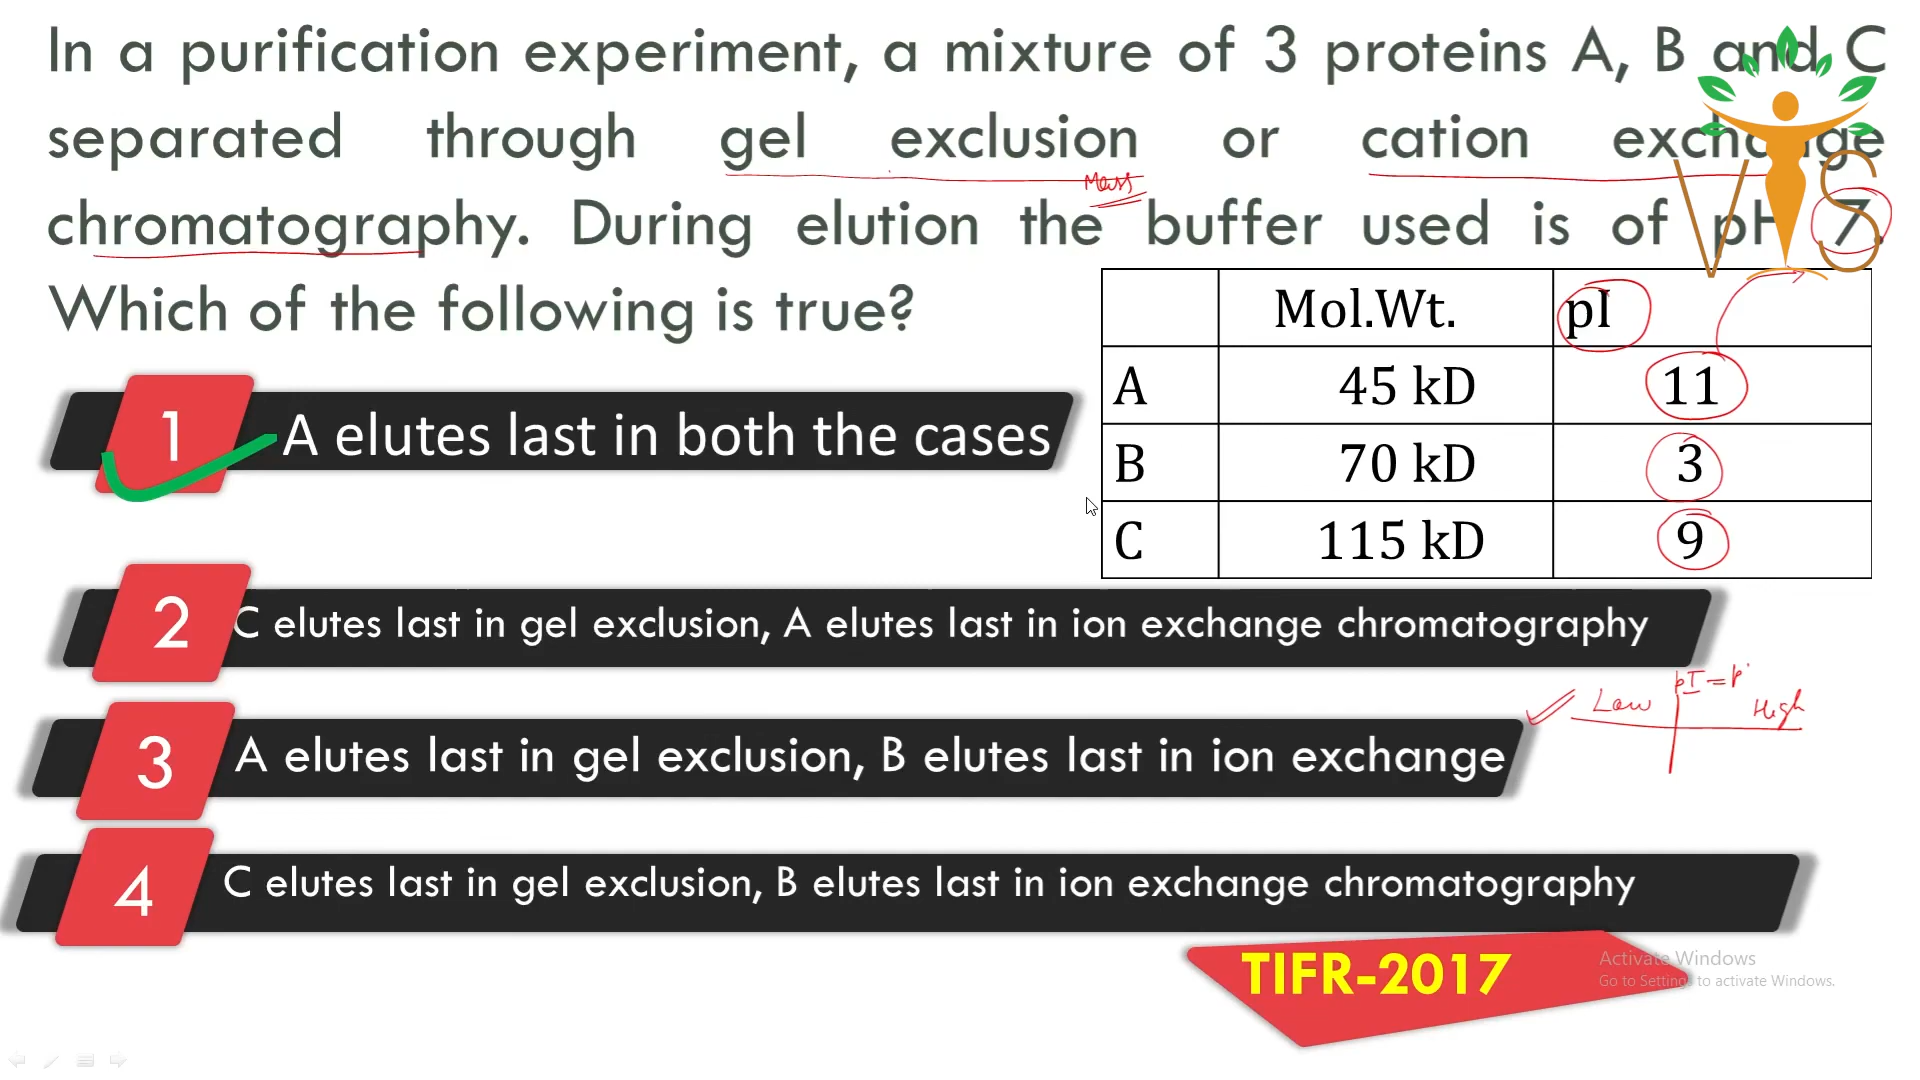 In a purification experiment, a mixture of 3 proteins A, B and C
separated through gel exclusion or cation exchange
Mass
chromatography. During elution the buffer used is of pH 7.
Which of the following is true?
VS
Mol.Wt. pI
A 45 kD 11
B 70 kD 3
C 115 kD 9
1 A elutes last in both the cases
2 C elutes last in gel exclusion, A elutes last in ion exchange chromatography
pI = p
Low High
3 A elutes last in gel exclusion, B elutes last in ion exchange
4 C elutes last in gel exclusion, B elutes last in ion exchange chromatography
TIFR-2017
Activate Windows
Go to Settings to activate Windows.